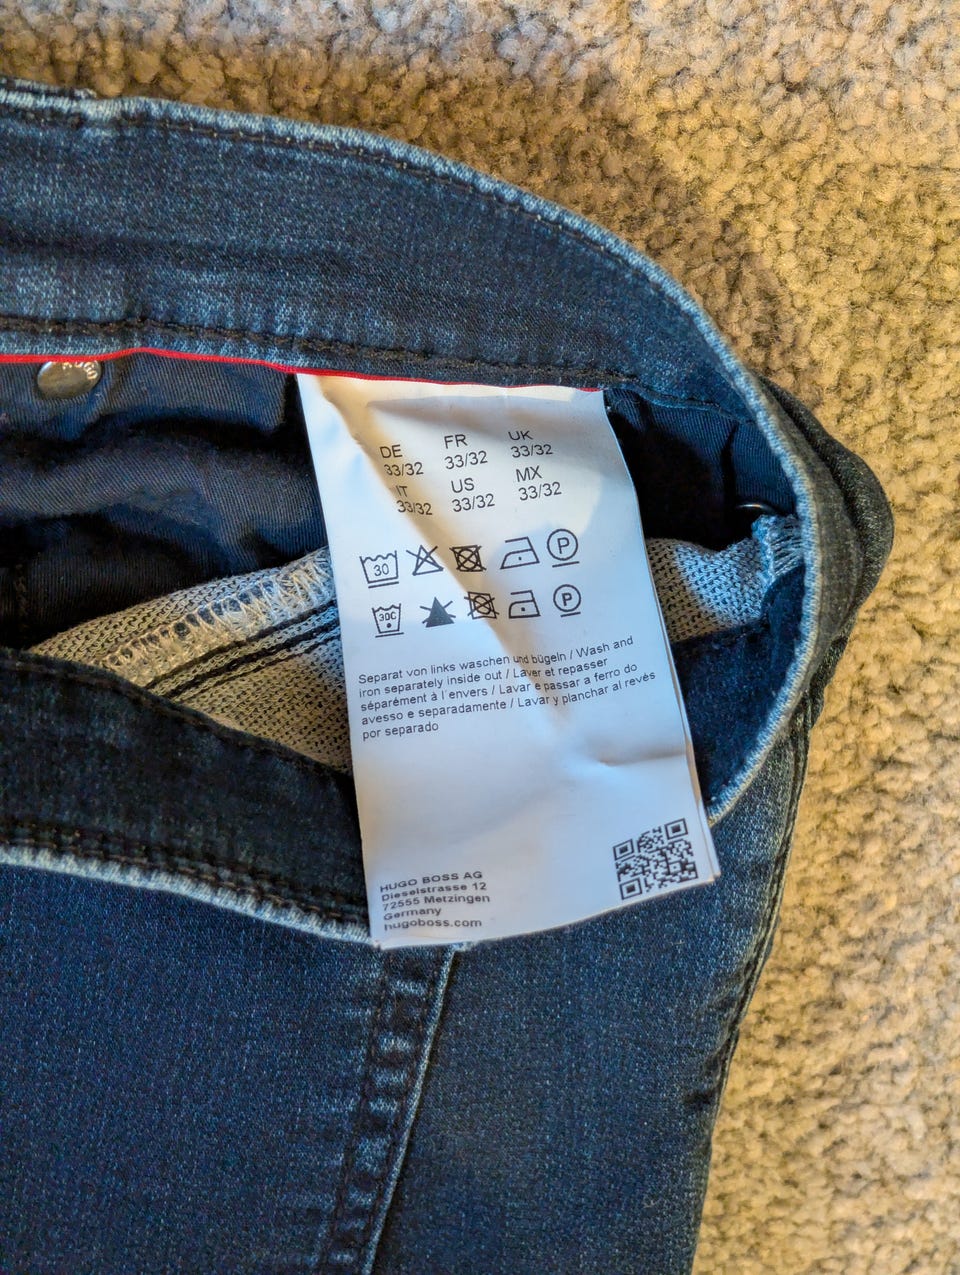 HUGO
DE FR UK
33/32 33/32 33/32
IT US MX
33/32 33/32 33/32
30 P
30C P
Separat von links waschen und bügeln / Wash and
iron separately inside out / Laver et repasser
séparément à l'envers / Lavar e passar a ferro do
avesso e separadamente / Lavar y planchar al revés
por separado
HUGO BOSS AG
Dieselstrasse 12
72555 Metzingen
Germany
hugoboss.com